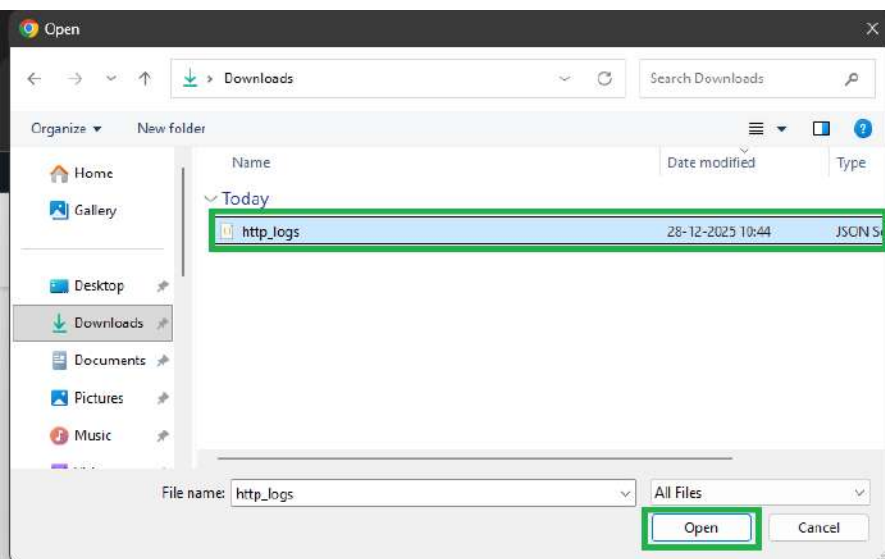 Open
Downloads
Search Downloads
Organize
New folder
Home
Gallery
Desktop
Downloads
Documents
Pictures
Music
Name
Date modified
Type
Today
http_logs
28-12-2025 10:44
JSON S
File name:
http_logs
All Files
Open
Cancel